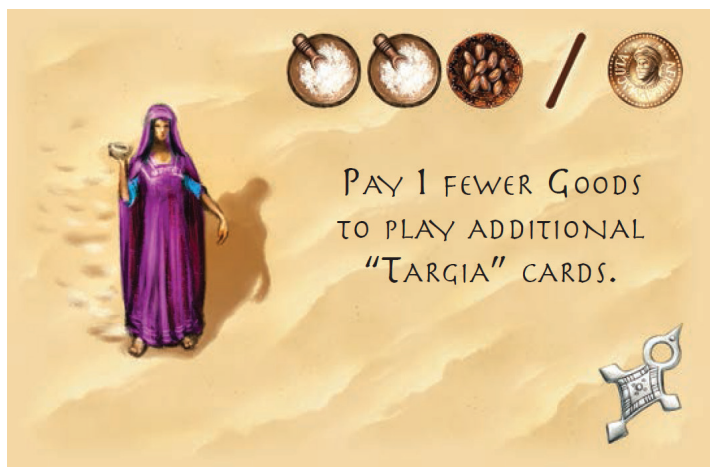 /
Pay 1 fewer Goods
to play additional
“Targia” cards.